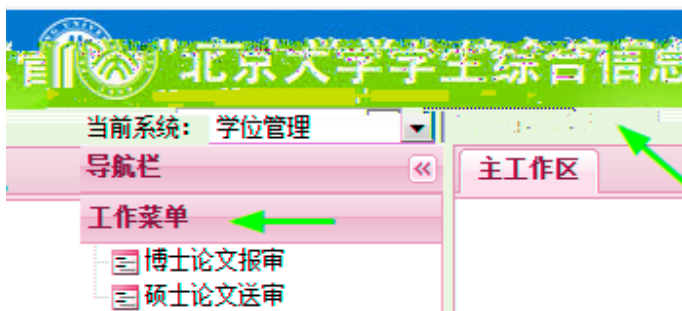 北京大学学生综合信息
当前系统： 学位管理
导航栏
主工作区
工作菜单
博士论文报审
硕士论文送审